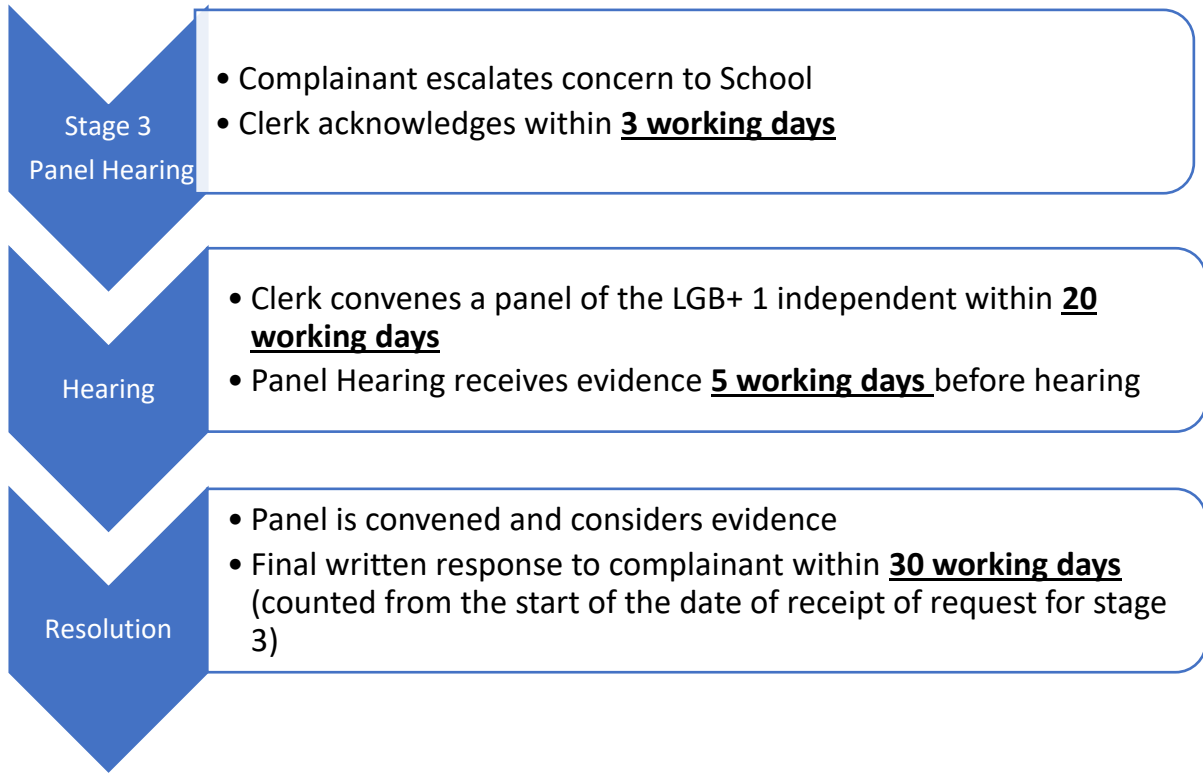 Stage 3
Panel Hearing
• Complainant escalates concern to School
• Clerk acknowledges within 3 working days
Hearing
• Clerk convenes a panel of the LGB+ 1 independent within 20
working days
• Panel Hearing receives evidence 5 working days before hearing
Resolution
• Panel is convened and considers evidence
• Final written response to complainant within 30 working days
(counted from the start of the date of receipt of request for stage
3)